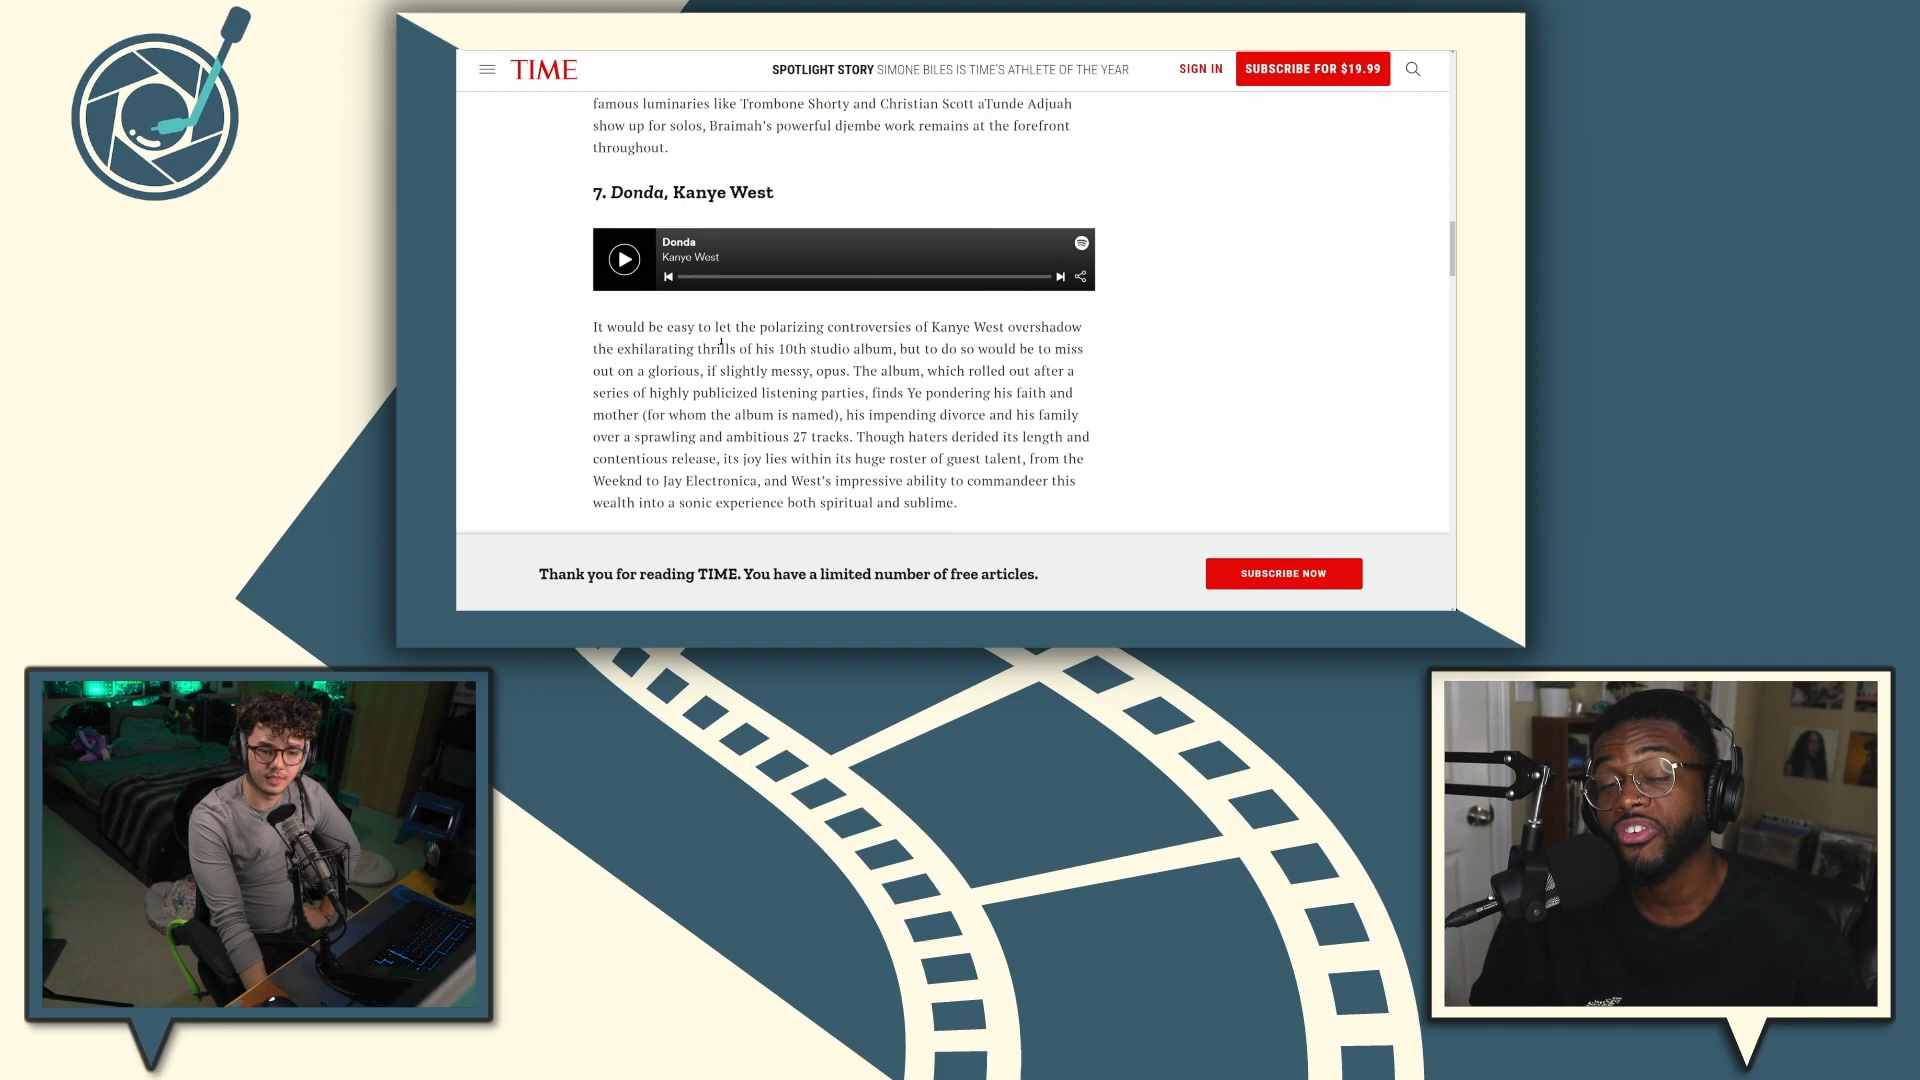 TIME
SPOTLIGHT STORY SIMONE BILES IS TIME'S ATHLETE OF THE YEAR
SIGN IN
SUBSCRIBE FOR $19.99
famous luminaries like Trombone Shorty and Christian Scott aTunde Adjuah
show up for solos, Braimah's powerful djembe work remains at the forefront
throughout.
7. Donda, Kanye West
Donda
Kanye West
It would be easy to let the polarizing controversies of Kanye West overshadow
the exhilarating thrills of his 10th studio album, but to do so would be to miss
out on a glorious, if slightly messy, opus. The album, which rolled out after a
series of highly publicized listening parties, finds Ye pondering his faith and
mother (for whom the album is named), his impending divorce and his family
over a sprawling and ambitious 27 tracks. Though haters derided its length and
contentious release, its joy lies within its huge roster of guest talent, from the
Weeknd to Jay Electronica, and West's impressive ability to commandeer this
wealth into a sonic experience both spiritual and sublime.
Thank you for reading TIME. You have a limited number of free articles.
SUBSCRIBE NOW